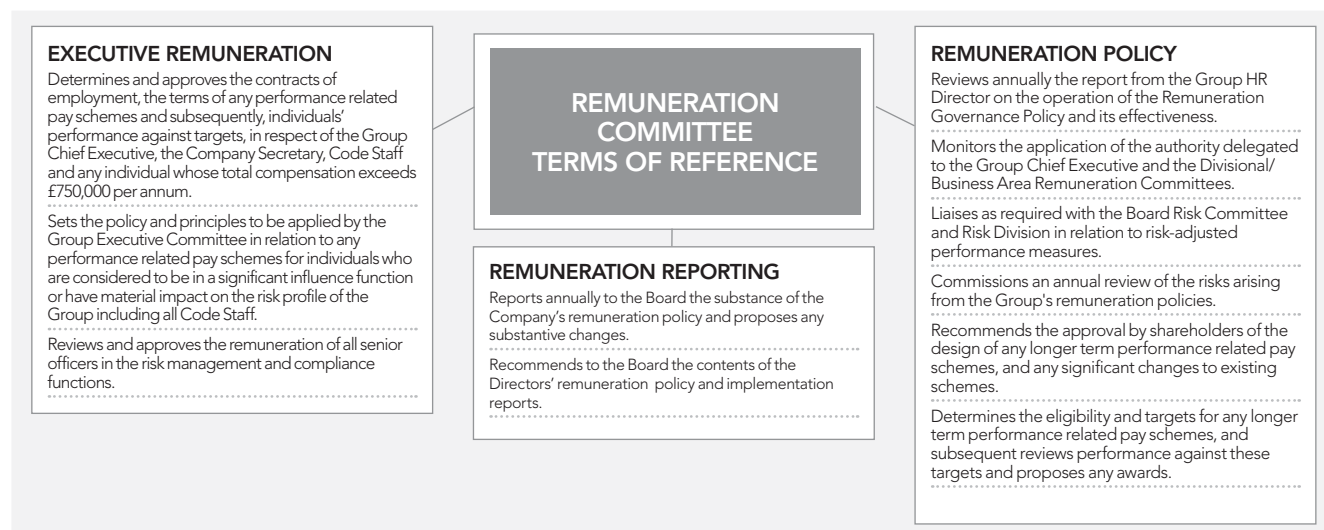 EXECUTIVE REMUNERATION
Determines and approves the contracts of
employment, the terms of any performance related
pay schemes and subsequently, individuals'
performance against targets, in respect of the Group
Chief Executive, the Company Secretary, Code Staff
and any individual whose total compensation exceeds
£750,000 per annum.
Sets the policy and principles to be applied by the
Group Executive Committee in relation to any
performance related pay schemes for individuals who
are considered to be in a significant influence function
or have material impact on the risk profile of the
Group including all Code Staff.
Reviews and approves the remuneration of all senior
officers in the risk management and compliance
functions.
REMUNERATION
COMMITTEE
TERMS OF REFERENCE
REMUNERATION REPORTING
Reports annually to the Board the substance of the
Company's remuneration policy and proposes any
substantive changes.
Recommends to the Board the contents of the
Directors' remuneration policy and implementation
reports.
REMUNERATION POLICY
Reviews annually the report from the Group HR
Director on the operation of the Remuneration
Governance Policy and its effectiveness.
Monitors the application of the authority delegated
to the Group Chief Executive and the Divisional/
Business Area Remuneration Committees.
Liaises as required with the Board Risk Committee
and Risk Division in relation to risk-adjusted
performance measures.
Commissions an annual review of the risks arising
from the Group's remuneration policies.
Recommends the approval by shareholders of the
design of any longer term performance related pay
schemes, and any significant changes to existing
schemes.
Determines the eligibility and targets for any longer
term performance related pay schemes, and
subsequent reviews performance against these
targets and proposes any awards.